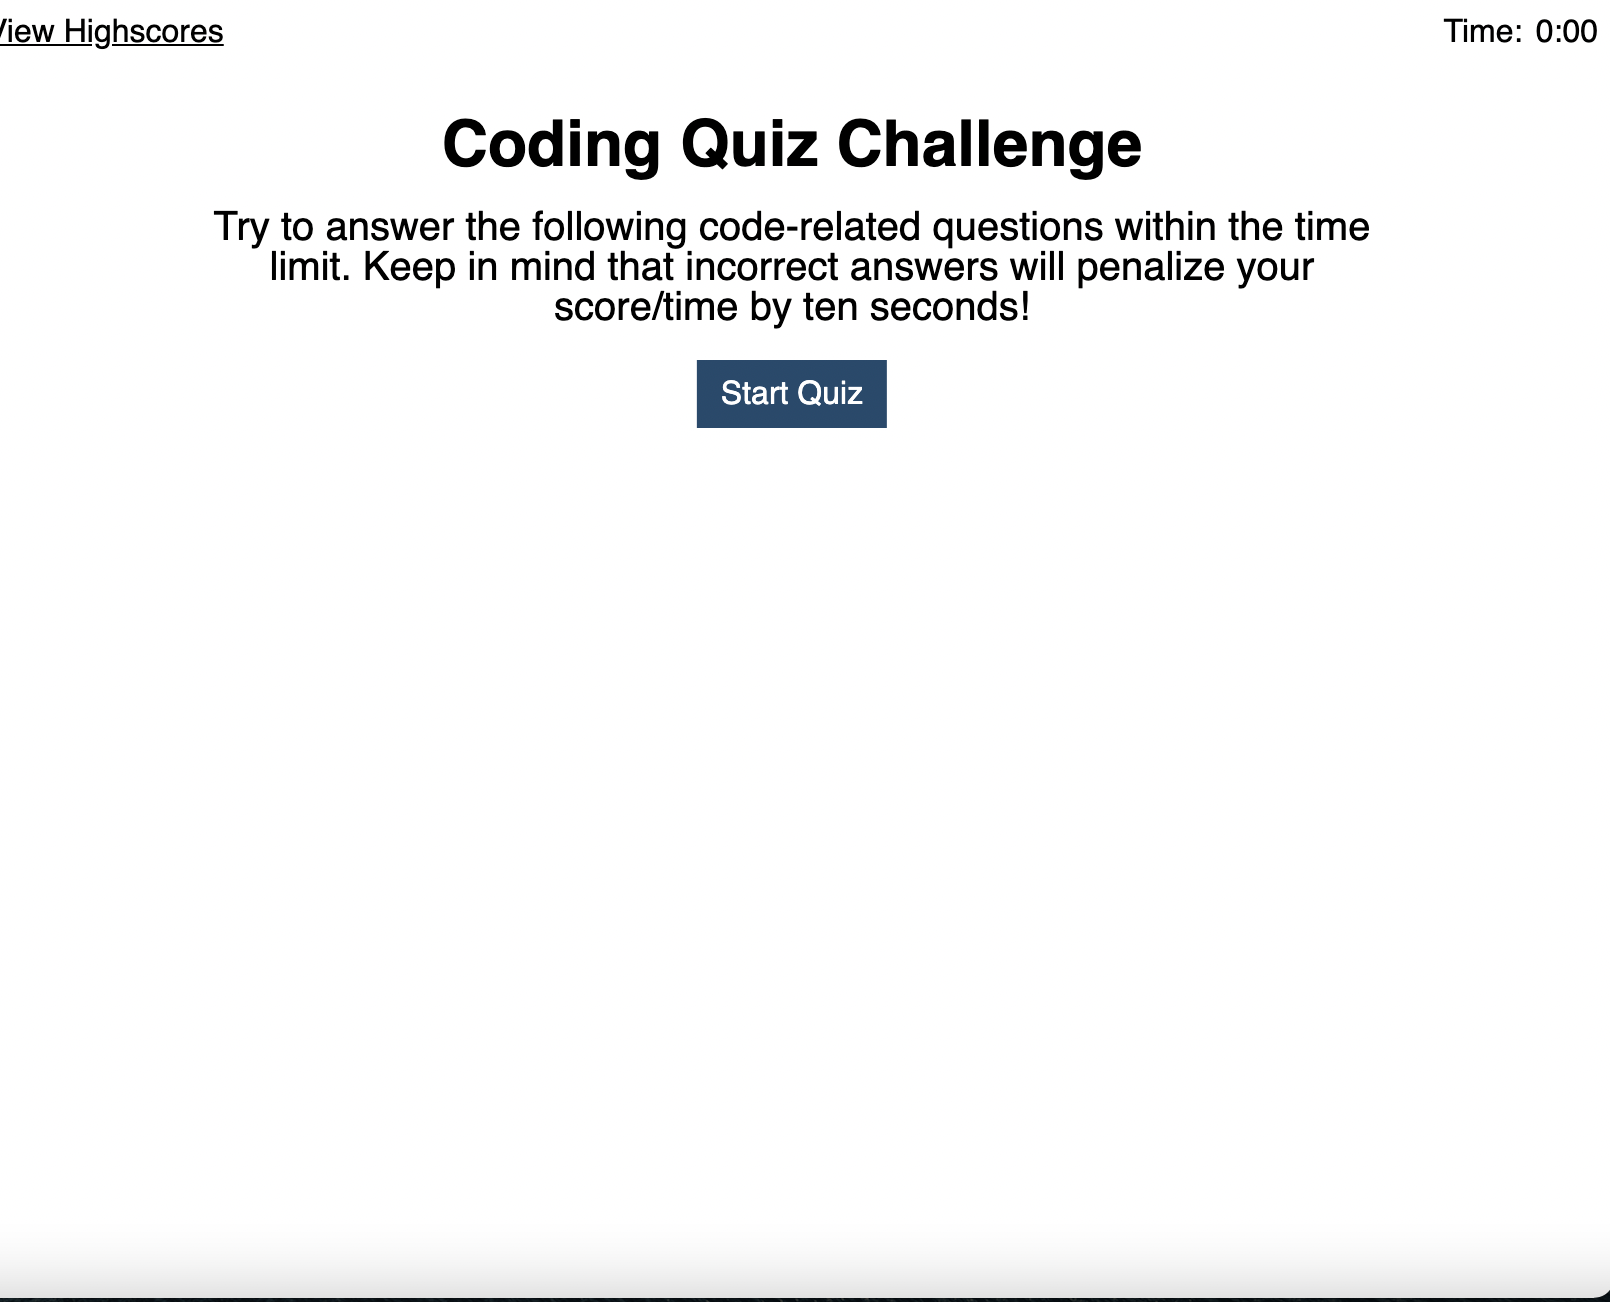 View Highscores
Time: 0:00
Coding Quiz Challenge
Try to answer the following code-related questions within the time
limit. Keep in mind that incorrect answers will penalize your
score/time by ten seconds!
Start Quiz